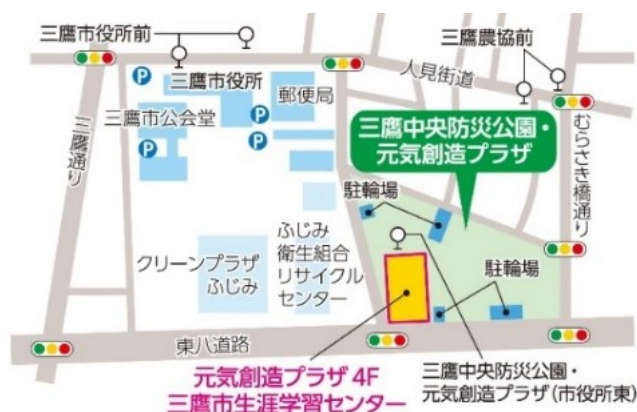 三鷹市役所前
三鷹農協前
三鷹市役所
人見街道
P
郵便局
三鷹市公会堂
P
P
P
三鷹中央防災公園・
元気創造プラザ
三鷹通り
むらさき橋通り
駐輪場
ふじみ
衛生組合
リサイクル
センター
クリーンプラザ
ふじみ
駐輪場
東八道路
元気創造プラザ 4F
三鷹市生涯学習センター
三鷹中央防災公園・
元気創造プラザ(市役所東)